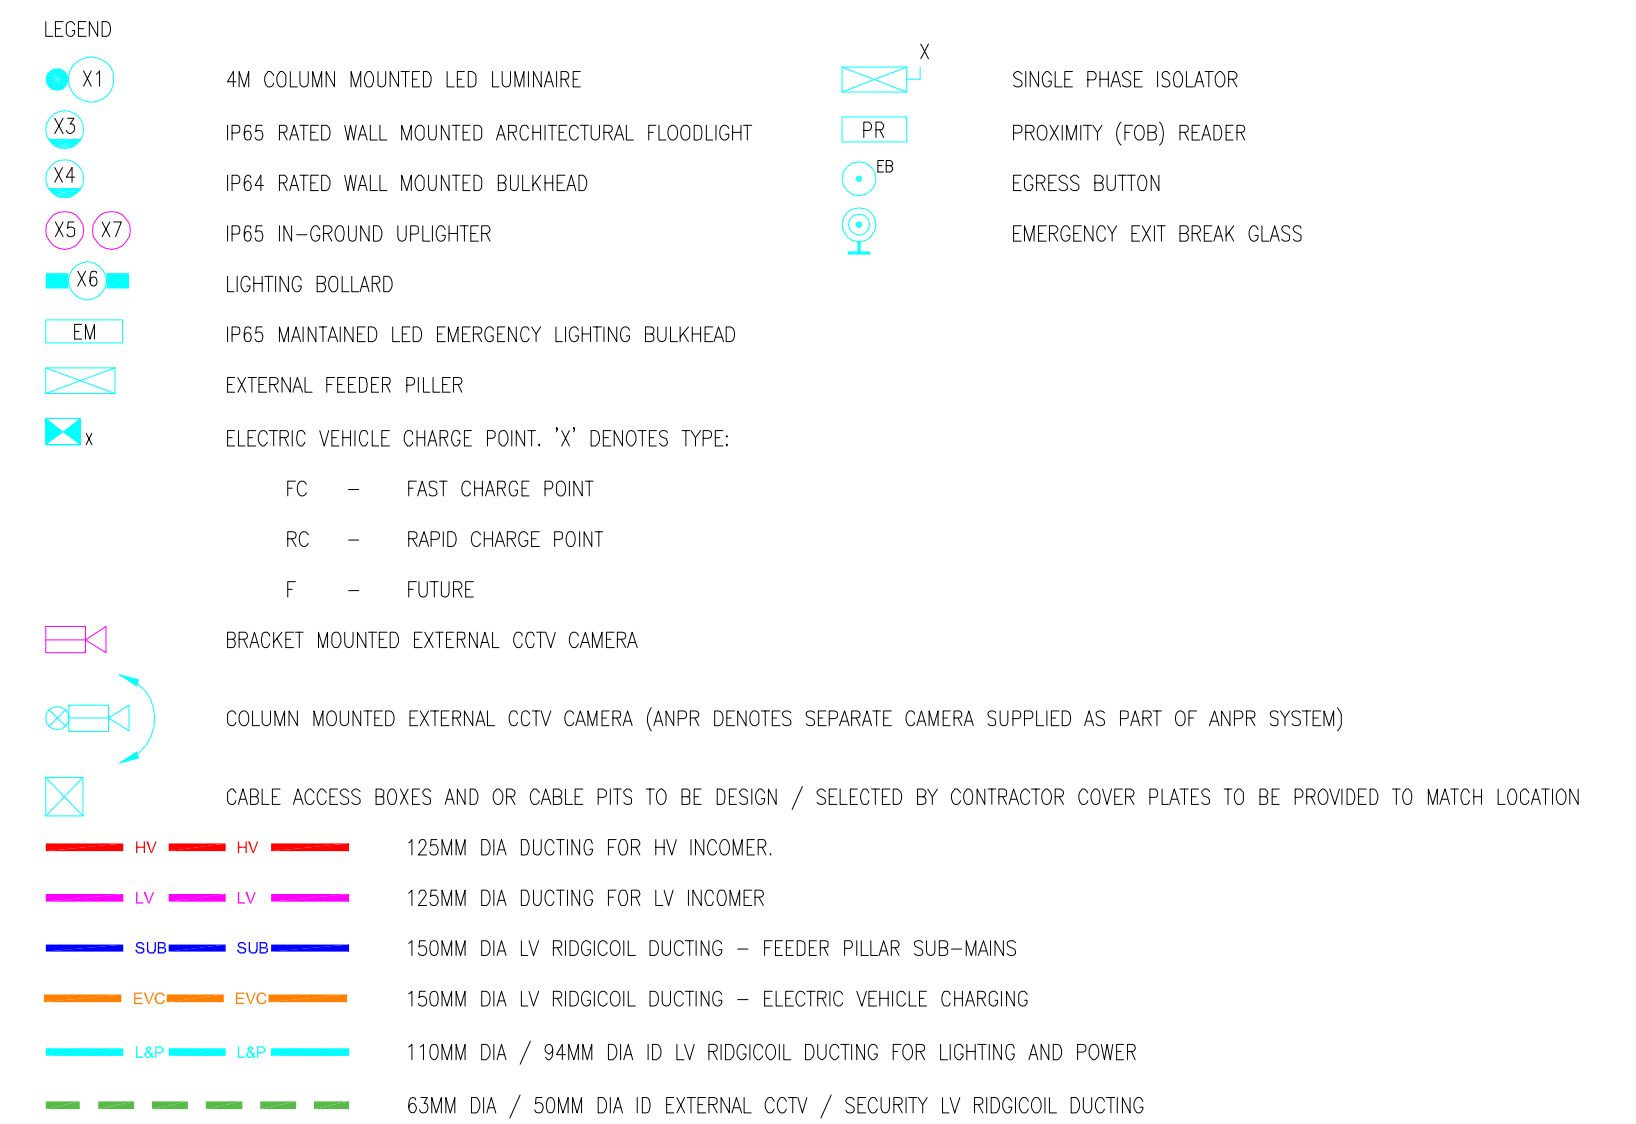 LEGEND
X1 4M COLUMN MOUNTED LED LUMINAIRE
X3 IP65 RATED WALL MOUNTED ARCHITECTURAL FLOODLIGHT
X4 IP64 RATED WALL MOUNTED BULKHEAD
X5 X7 IP65 IN-GROUND UPLIGHTER
X6 LIGHTING BOLLARD
EM IP65 MAINTAINED LED EMERGENCY LIGHTING BULKHEAD
EXTERNAL FEEDER PILLER
X ELECTRIC VEHICLE CHARGE POINT. 'X' DENOTES TYPE:
FC - FAST CHARGE POINT
RC - RAPID CHARGE POINT
F - FUTURE
BRACKET MOUNTED EXTERNAL CCTV CAMERA
COLUMN MOUNTED EXTERNAL CCTV CAMERA (ANPR DENOTES SEPARATE CAMERA SUPPLIED AS PART OF ANPR SYSTEM)
CABLE ACCESS BOXES AND OR CABLE PITS TO BE DESIGN / SELECTED BY CONTRACTOR COVER PLATES TO BE PROVIDED TO MATCH LOCATION
HV HV 125MM DIA DUCTING FOR HV INCOMER.
LV LV 125MM DIA DUCTING FOR LV INCOMER
SUB SUB 150MM DIA LV RIDGICOIL DUCTING - FEEDER PILLAR SUB-MAINS
EVC EVC 150MM DIA LV RIDGICOIL DUCTING - ELECTRIC VEHICLE CHARGING
L&P L&P 110MM DIA / 94MM DIA ID LV RIDGICOIL DUCTING FOR LIGHTING AND POWER
63MM DIA / 50MM DIA ID EXTERNAL CCTV / SECURITY LV RIDGICOIL DUCTING
X SINGLE PHASE ISOLATOR
PR PROXIMITY (FOB) READER
EB EGRESS BUTTON
EMERGENCY EXIT BREAK GLASS